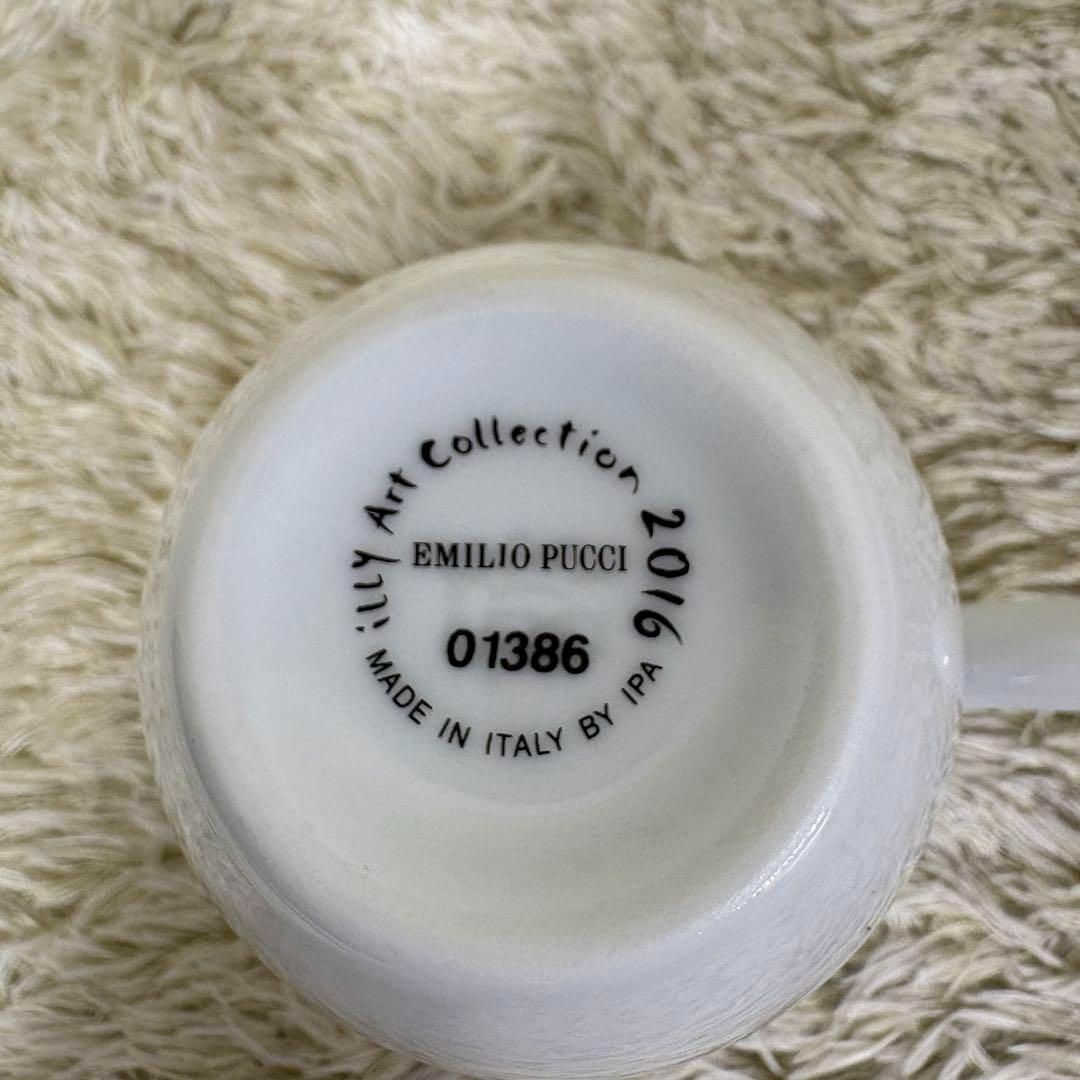 illy Art Collection 2016
EMILIO PUCCI
01386
MADE IN ITALY BY IPA